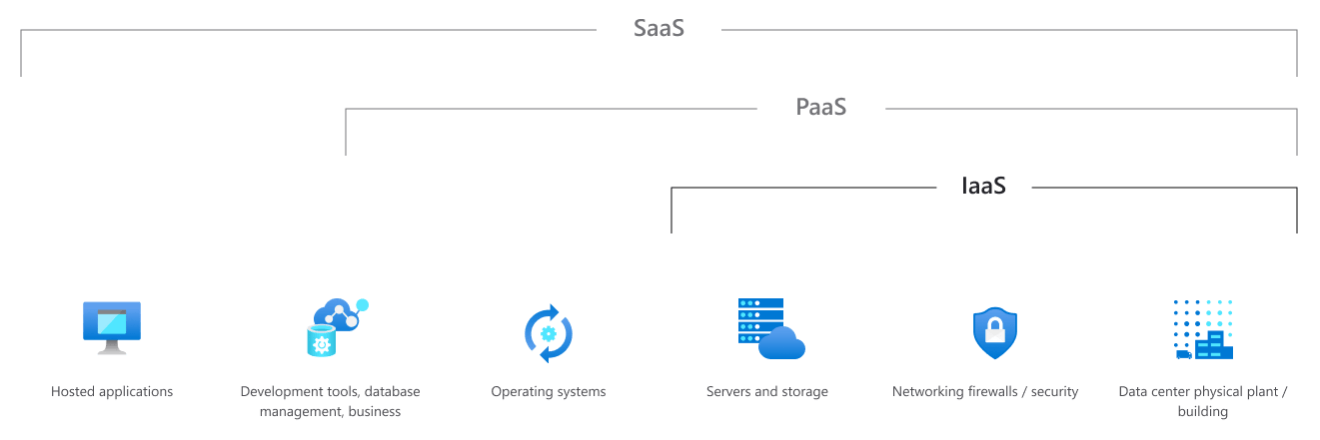 SaaS
PaaS
IaaS
Hosted applications
Development tools, database
management, business
Operating systems
Servers and storage
Networking firewalls / security
Data center physical plant /
building